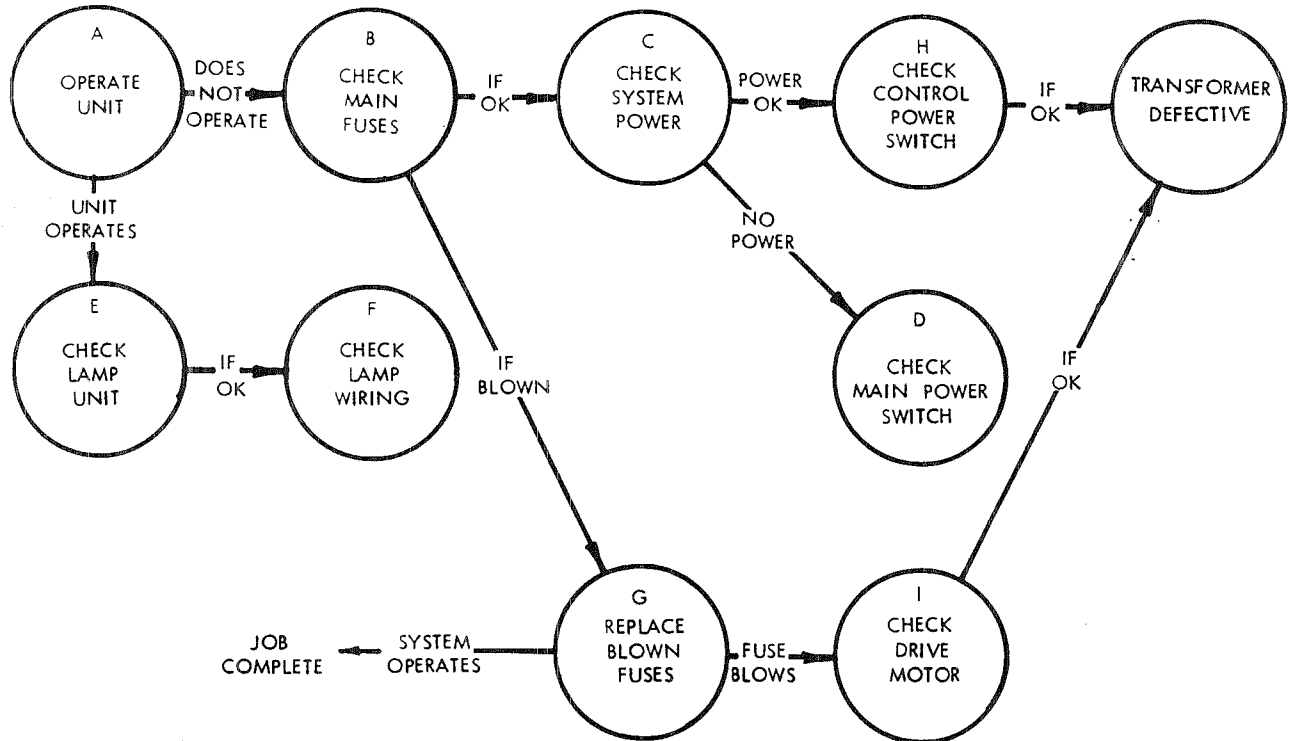 A
OPERATE
UNIT
DOES
NOT
OPERATE
B
CHECK
MAIN
FUSES
IF
OK
C
CHECK
SYSTEM
POWER
POWER
OK
H
CHECK
CONTROL
POWER
SWITCH
IF
OK
TRANSFORMER
DEFECTIVE
UNIT
OPERATES
NO
POWER
E
CHECK
LAMP
UNIT
IF
OK
F
CHECK
LAMP
WIRING
IF
BLOWN
D
CHECK
MAIN POWER
SWITCH
IF
OK
JOB
COMPLETE
SYSTEM
OPERATES
G
REPLACE
BLOWN
FUSES
FUSE
BLOWS
I
CHECK
DRIVE
MOTOR